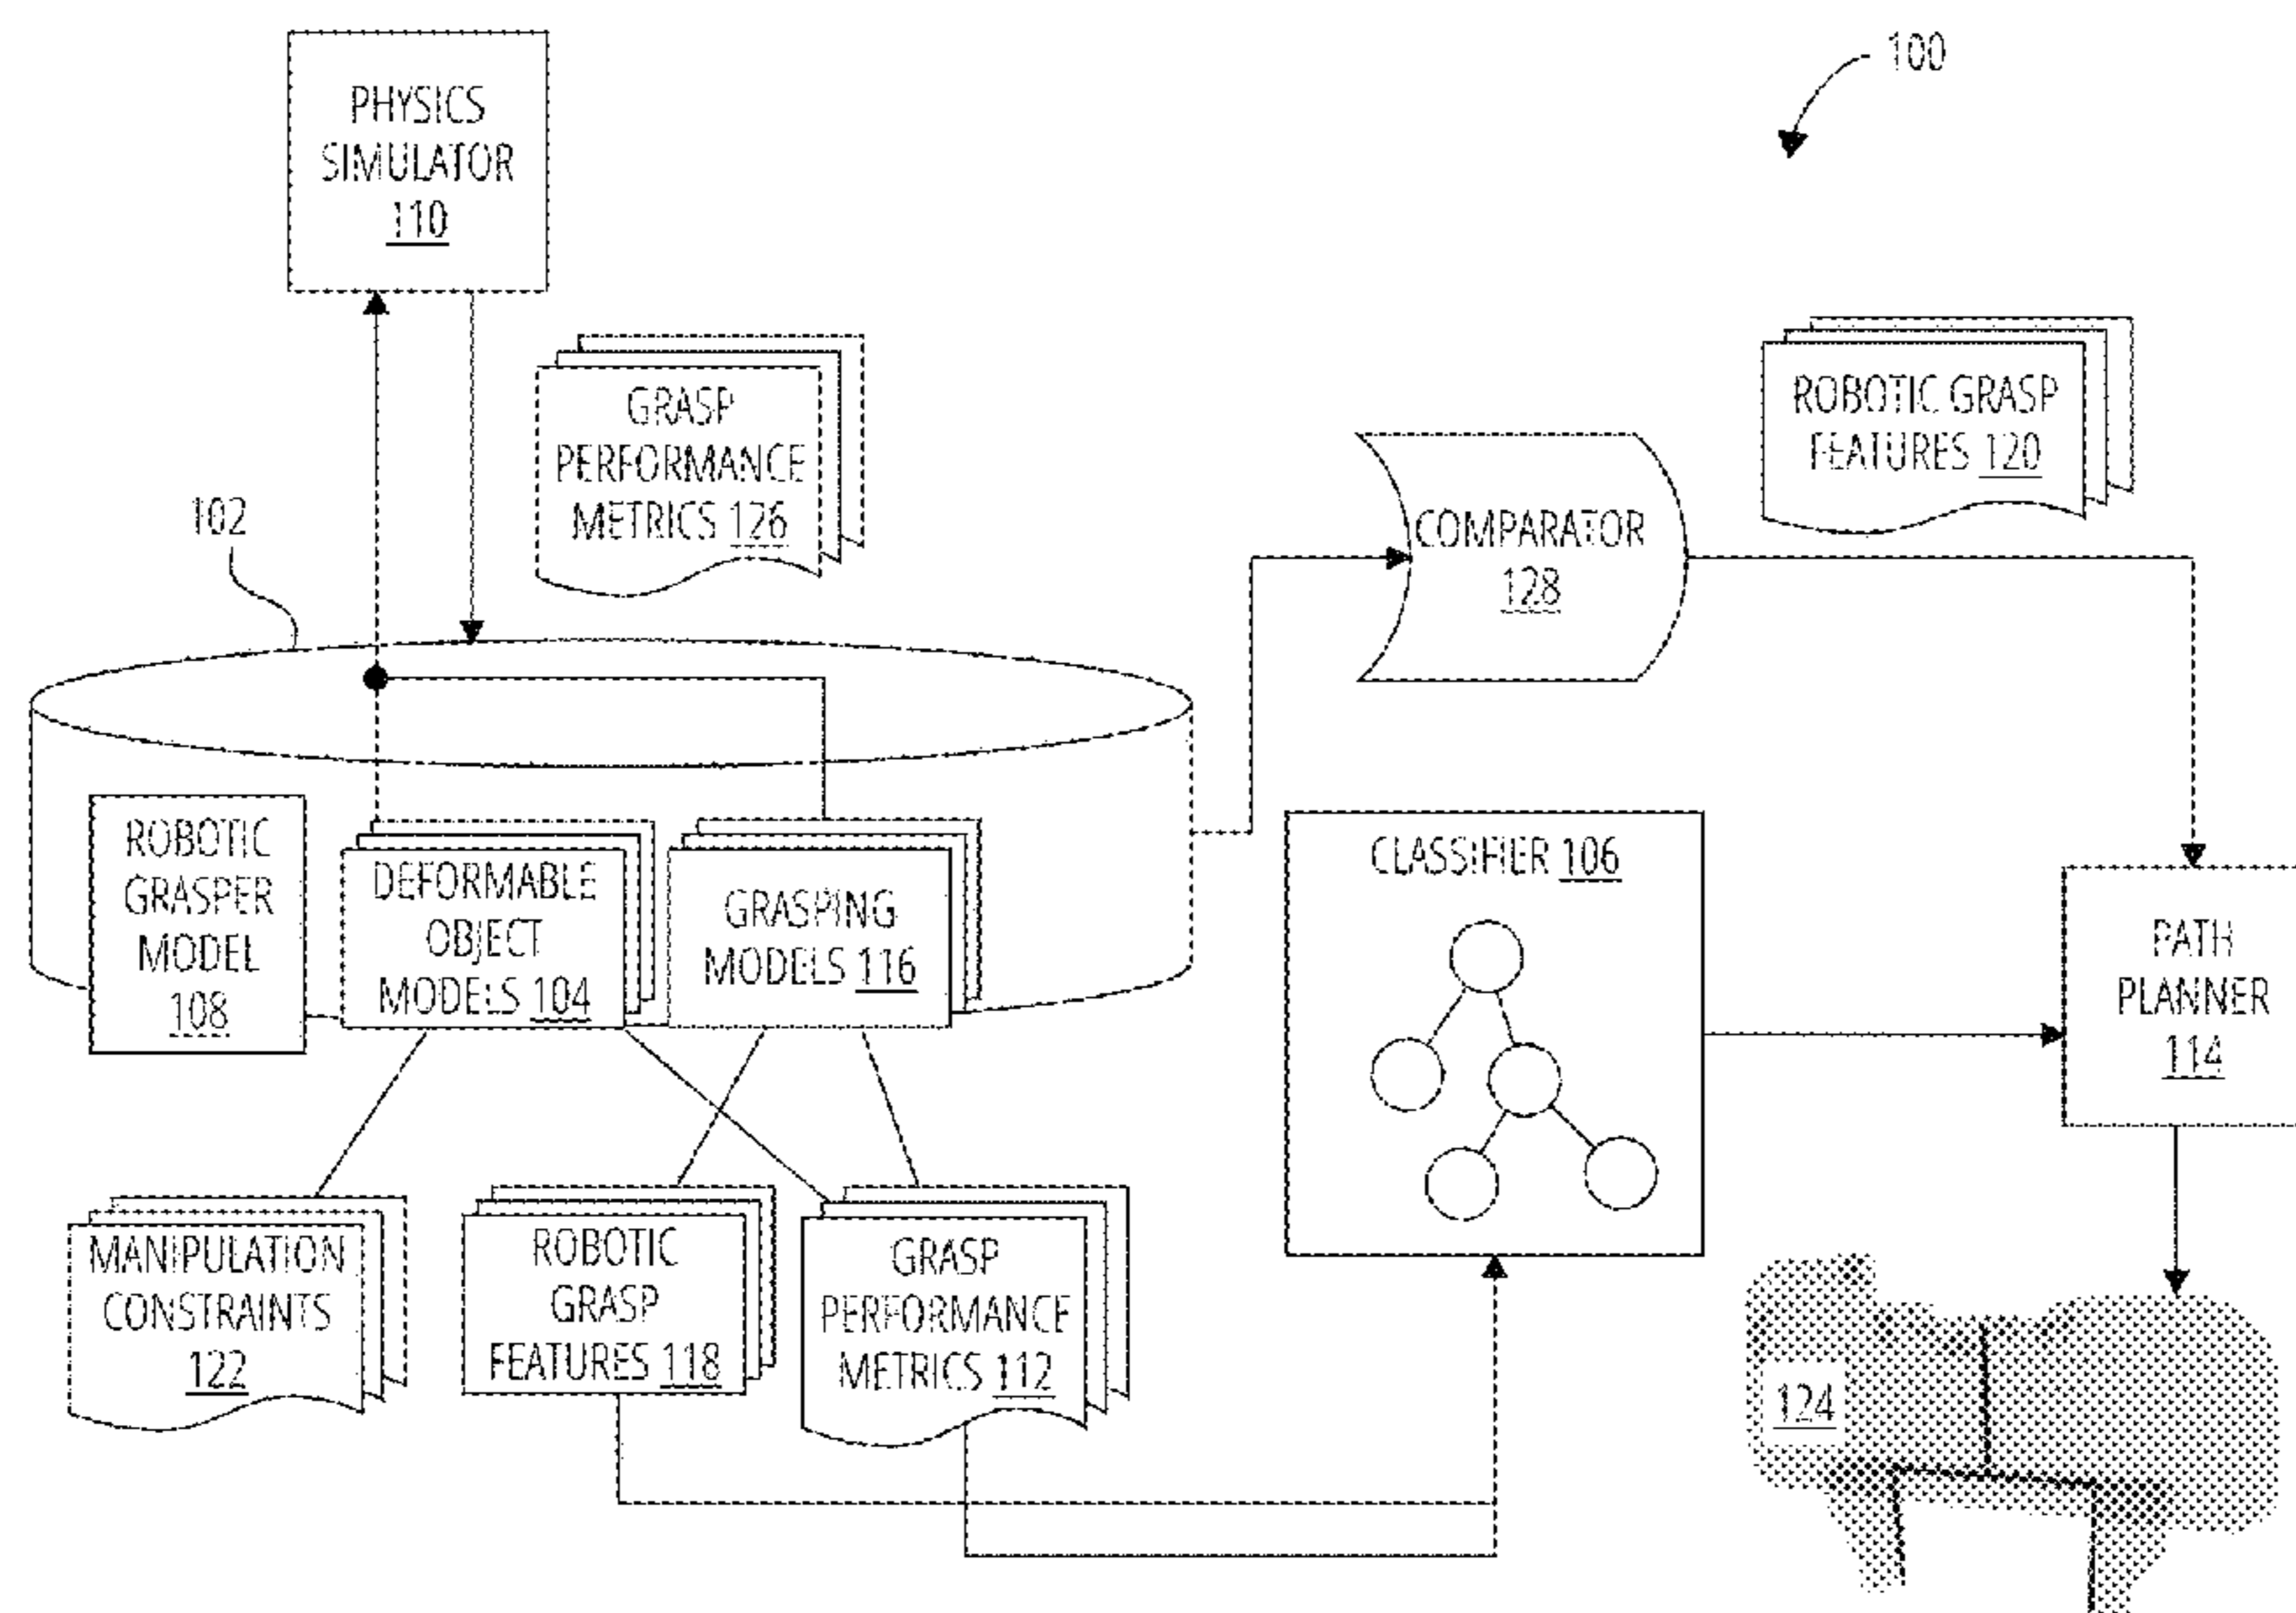 100
PHYSICS
SIMULATOR
110
GRASP
PERFORMANCE
METRICS 126
ROBOTIC GRASP
FEATURES 120
102
COMPARATOR
128
ROBOTIC
GRASPER
MODEL
108
DEFORMABLE
OBJECT
MODELS 104
GRASPING
MODELS 116
CLASSIFIER 106
PATH
PLANNER
114
MANIPULATION
CONSTRAINTS
122
ROBOTIC
GRASP
FEATURES 118
GRASP
PERFORMANCE
METRICS 112
124